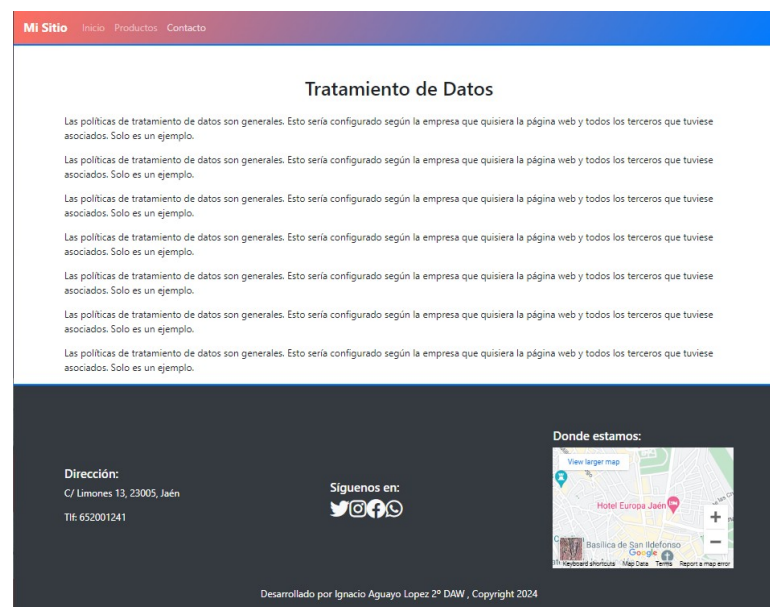 Mi Sitio Inicio Productos Contacto
Tratamiento de Datos
Las políticas de tratamiento de datos son generales. Esto sería configurado según la empresa que quisiera la página web y todos los terceros que tuviese
asociados. Solo es un ejemplo.
Las políticas de tratamiento de datos son generales. Esto sería configurado según la empresa que quisiera la página web y todos los terceros que tuviese
asociados. Solo es un ejemplo.
Las políticas de tratamiento de datos son generales. Esto sería configurado según la empresa que quisiera la página web y todos los terceros que tuviese
asociados. Solo es un ejemplo.
Las políticas de tratamiento de datos son generales. Esto sería configurado según la empresa que quisiera la página web y todos los terceros que tuviese
asociados. Solo es un ejemplo.
Las políticas de tratamiento de datos son generales. Esto sería configurado según la empresa que quisiera la página web y todos los terceros que tuviese
asociados. Solo es un ejemplo.
Las políticas de tratamiento de datos son generales. Esto sería configurado según la empresa que quisiera la página web y todos los terceros que tuviese
asociados. Solo es un ejemplo.
Las políticas de tratamiento de datos son generales. Esto sería configurado según la empresa que quisiera la página web y todos los terceros que tuviese
asociados. Solo es un ejemplo.
Dirección:
C/ Limones 13, 23005, Jaén
Tlf: 652001241
Síguenos en:
Donde estamos:
View larger map
Hotel Europa Jaén
Basílica de San Ildefonso
Google
Keyboard shortcuts Map Data Terms Report a map error
Desarrollado por Ignacio Aguayo Lopez 2º DAW , Copyright 2024